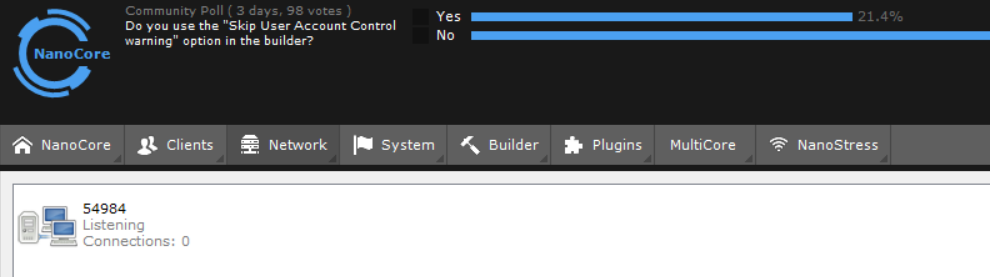 NanoCore
Community Poll ( 3 days, 98 votes )
Do you use the "Skip User Account Control
warning" option in the builder?
Yes
21.4%
No
NanoCore
Clients
Network
System
Builder
Plugins
MultiCore
NanoStress
54984
Listening
Connections: 0